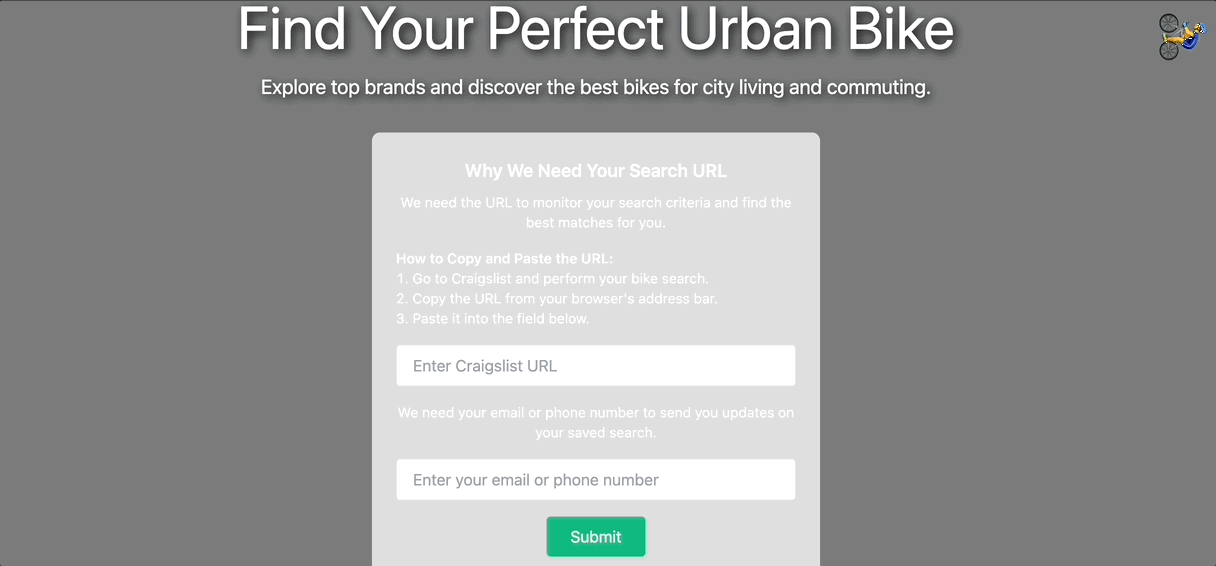 Find Your Perfect Urban Bike
Explore top brands and discover the best bikes for city living and commuting.
Why We Need Your Search URL
We need the URL to monitor your search criteria and find the
best matches for you.
How to Copy and Paste the URL:
1. Go to Craigslist and perform your bike search.
2. Copy the URL from your browser's address bar.
3. Paste it into the field below.
Enter Craigslist URL
We need your email or phone number to send you updates on
your saved search.
Enter your email or phone number
Submit